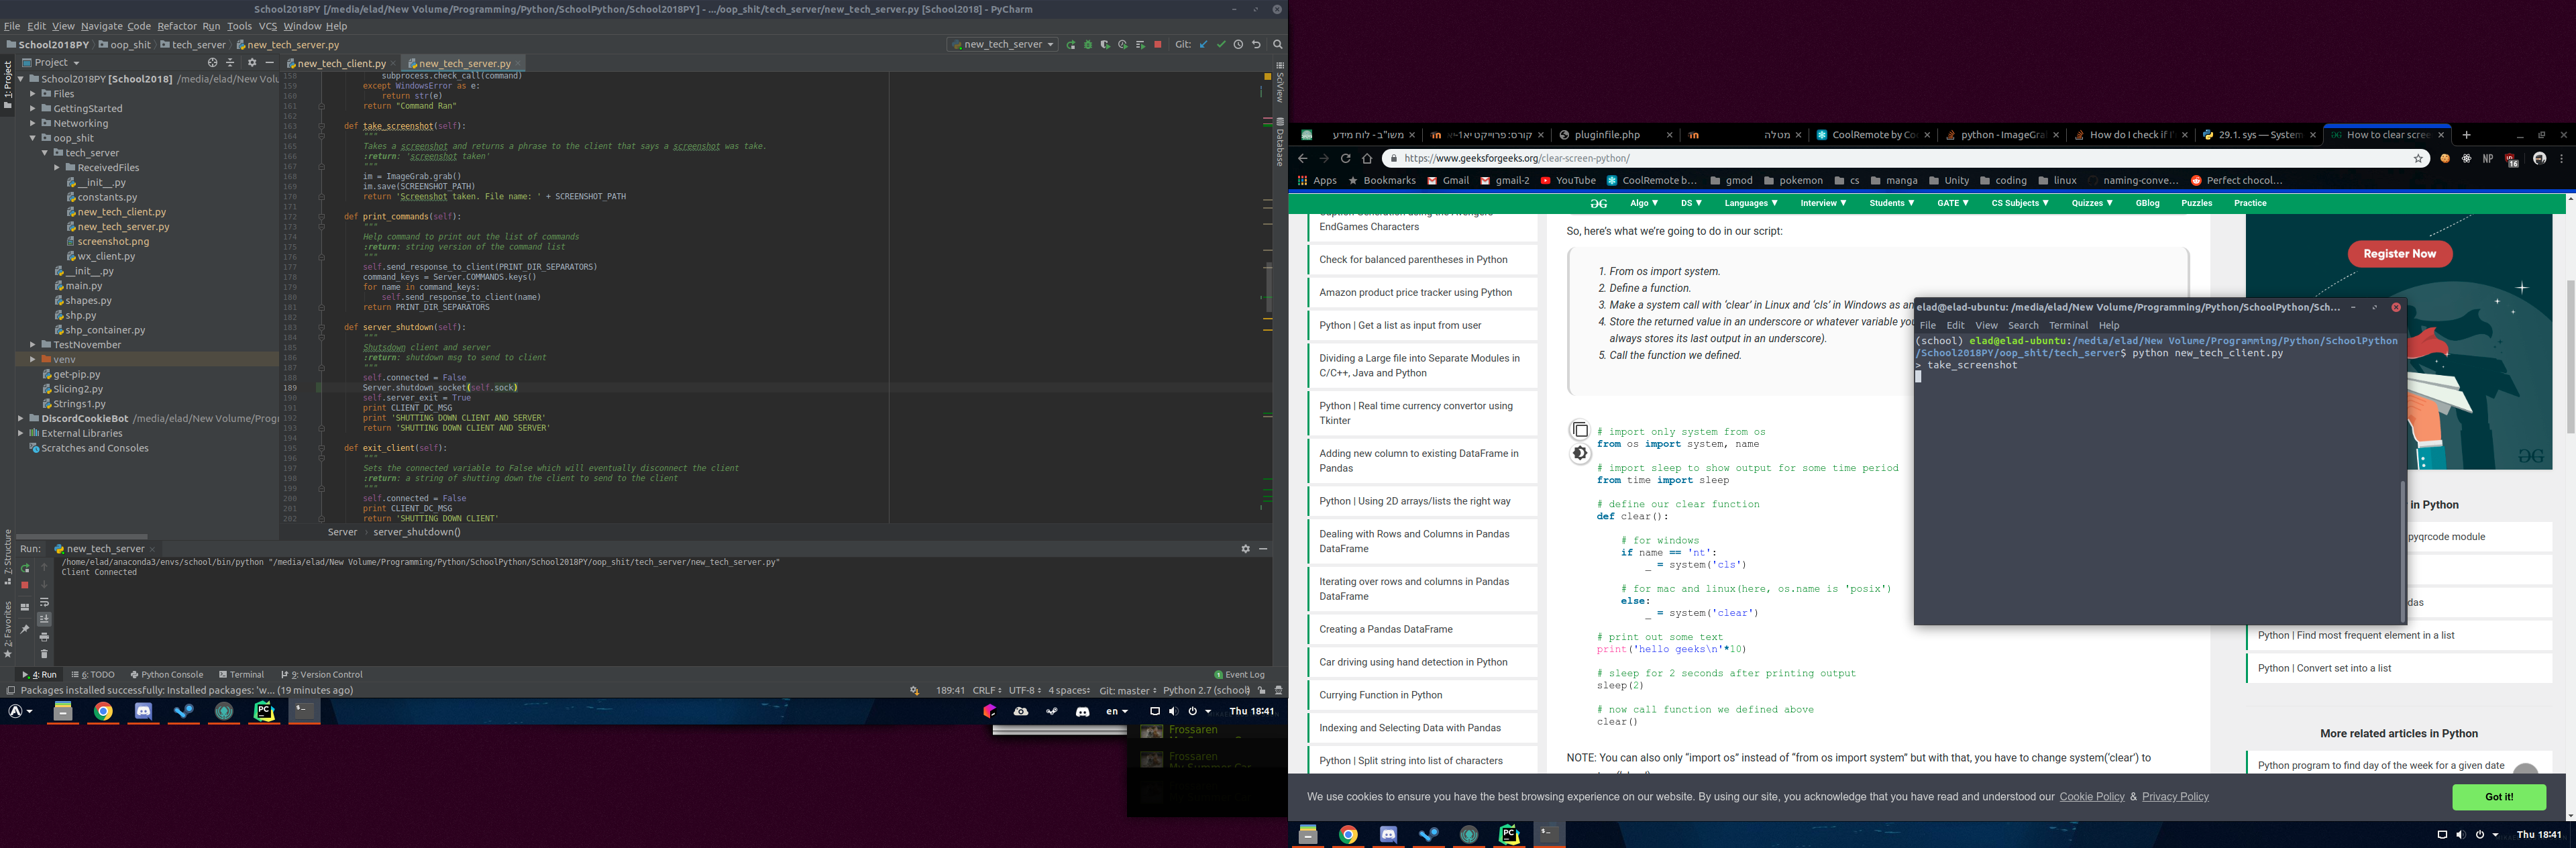 School2018PY [/media/elad/New Volume/Programming/Python/SchoolPython/School2018PY] - .../oop_shit/tech_server/new_tech_server.py [School2018] - PyCharm
File Edit View Navigate Code Refactor Run Tools VCS Window Help
School2018PY oop_shit tech_server new_tech_server.py
new_tech_server Git:
Project
new_tech_client.py new_tech_server.py
1: Project
School2018PY [School2018] /media/elad/New Volu
Files
GettingStarted
Networking
oop_shit
tech_server
ReceivedFiles
__init__.py
constants.py
new_tech_client.py
new_tech_server.py
screenshot.png
wx_client.py
__init__.py
main.py
shapes.py
shp.py
shp_container.py
TestNovember
venv
get-pip.py
Slicing2.py
Strings1.py
DiscordCookieBot /media/elad/New Volume/Progr
External Libraries
Scratches and Consoles
158 subprocess.check_call(command)
159 except WindowsError as e:
160 return str(e)
161 return "Command Ran"
162
163 def take_screenshot(self):
164 """
165 Takes a screenshot and returns a phrase to the client that says a screenshot was take.
166 :return: 'screenshot taken'
167 """
168 im = ImageGrab.grab()
169 im.save(SCREENSHOT_PATH)
170 return 'Screenshot taken. File name: ' + SCREENSHOT_PATH
171
172 def print_commands(self):
173 """
174 Help command to print out the list of commands
175 :return: string version of the command list
176 """
177 self.send_response_to_client(PRINT_DIR_SEPARATORS)
178 command_keys = Server.COMMANDS.keys()
179 for name in command_keys:
180 self.send_response_to_client(name)
181 return PRINT_DIR_SEPARATORS
182
183 def server_shutdown(self):
184 """
185 Shutsdown client and server
186 :return: shutdown msg to send to client
187 """
188 self.connected = False
189 Server.shutdown_socket(self.sock)
190 self.server_exit = True
191 print CLIENT_DC_MSG
192 print 'SHUTTING DOWN CLIENT AND SERVER'
193 return 'SHUTTING DOWN CLIENT AND SERVER'
194
195 def exit_client(self):
196 """
197 Sets the connected variable to False which will eventually disconnect the client
198 :return: a string of shutting down the client to send to the client
199 """
200 self.connected = False
201 print CLIENT_DC_MSG
202 return 'SHUTTING DOWN CLIENT'
Server server_shutdown()
SciView
Database
7: Structure
2: Favorites
Run: new_tech_server
/home/elad/anaconda3/envs/school/bin/python "/media/elad/New Volume/Programming/Python/SchoolPython/School2018PY/oop_shit/tech_server/new_tech_server.py"
Client Connected
4: Run 6: TODO Python Console Terminal 9: Version Control 1 Event Log
Packages installed successfully: Installed packages: 'w... (19 minutes ago) 189:41 CRLF UTF-8 4 spaces Git: master Python 2.7 (school)
en Thu 18:41
Frossaren
Frossaren
My Summer Car
משו"ב - לוח מידע קורס: פרוייקט יא1 pluginfile.php מטלה CoolRemote by Co python - ImageGra How do I check if I' 29.1. sys — System How to clear scree
https://www.geeksforgeeks.org/clear-screen-python/
NP 16
Apps Bookmarks Gmail gmail-2 YouTube CoolRemote b... gmod pokemon cs manga Unity coding linux naming-conve... Perfect chocol...
Algo ▼ DS ▼ Languages ▼ Interview ▼ Students ▼ GATE ▼ CS Subjects ▼ Quizzes ▼ GBlog Puzzles Practice
EndGames Characters
Check for balanced parentheses in Python
Amazon product price tracker using Python
Python | Get a list as input from user
Dividing a Large file into Separate Modules in
C/C++, Java and Python
Python | Real time currency convertor using
Tkinter
Adding new column to existing DataFrame in
Pandas
Python | Using 2D arrays/lists the right way
Dealing with Rows and Columns in Pandas
DataFrame
Iterating over rows and columns in Pandas
DataFrame
Creating a Pandas DataFrame
Car driving using hand detection in Python
Currying Function in Python
Indexing and Selecting Data with Pandas
Python | Split string into list of characters
So, here's what we're going to do in our script:
1. From os import system.
2. Define a function.
3. Make a system call with 'clear' in Linux and 'cls' in Windows as an
4. Store the returned value in an underscore or whatever variable you
always stores its last output in an underscore).
5. Call the function we defined.
# import only system from os
from os import system, name
# import sleep to show output for some time period
from time import sleep
# define our clear function
def clear():
# for windows
if name == 'nt':
_ = system('cls')
# for mac and linux(here, os.name is 'posix')
else:
_ = system('clear')
# print out some text
print('hello geeks\n'*10)
# sleep for 2 seconds after printing output
sleep(2)
# now call function we defined above
clear()
NOTE: You can also only "import os" instead of "from os import system" but with that, you have to change system('clear') to
Register Now
elad@elad-ubuntu: /media/elad/New Volume/Programming/Python/SchoolPython/Sch...
File Edit View Search Terminal Help
(school) elad@elad-ubuntu:/media/elad/New Volume/Programming/Python/SchoolPython
/School2018PY/oop_shit/tech_server$ python new_tech_client.py
> take_screenshot
in Python
pyqrcode module
das
Python | Find most frequent element in a list
Python | Convert set into a list
More related articles in Python
Python program to find day of the week for a given date
We use cookies to ensure you have the best browsing experience on our website. By using our site, you acknowledge that you have read and understood our Cookie Policy & Privacy Policy
Got it!
Thu 18:41